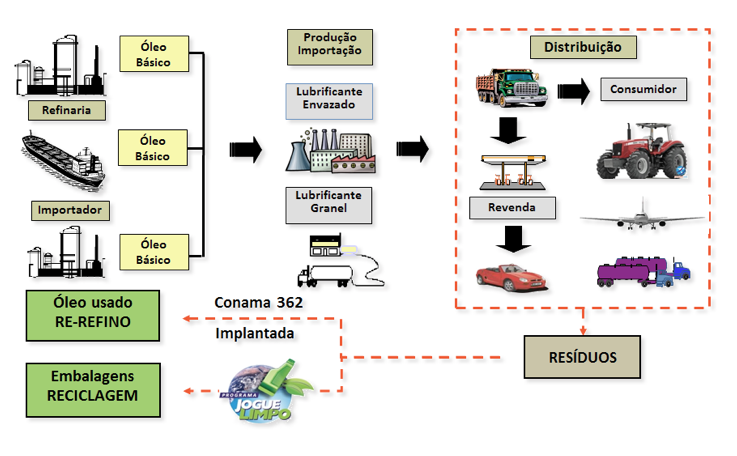 Óleo
Básico
Refinaria
Óleo
Básico
Importador
Óleo
Básico
Produção
Importação
Lubrificante
Envazado
Lubrificante
Granel
Distribuição
Consumidor
Revenda
Óleo usado
RE-REFINO
Conama 362
Implantada
Embalagens
RECICLAGEM
PROGRAMA
JOGUE
LIMPO
RESÍDUOS